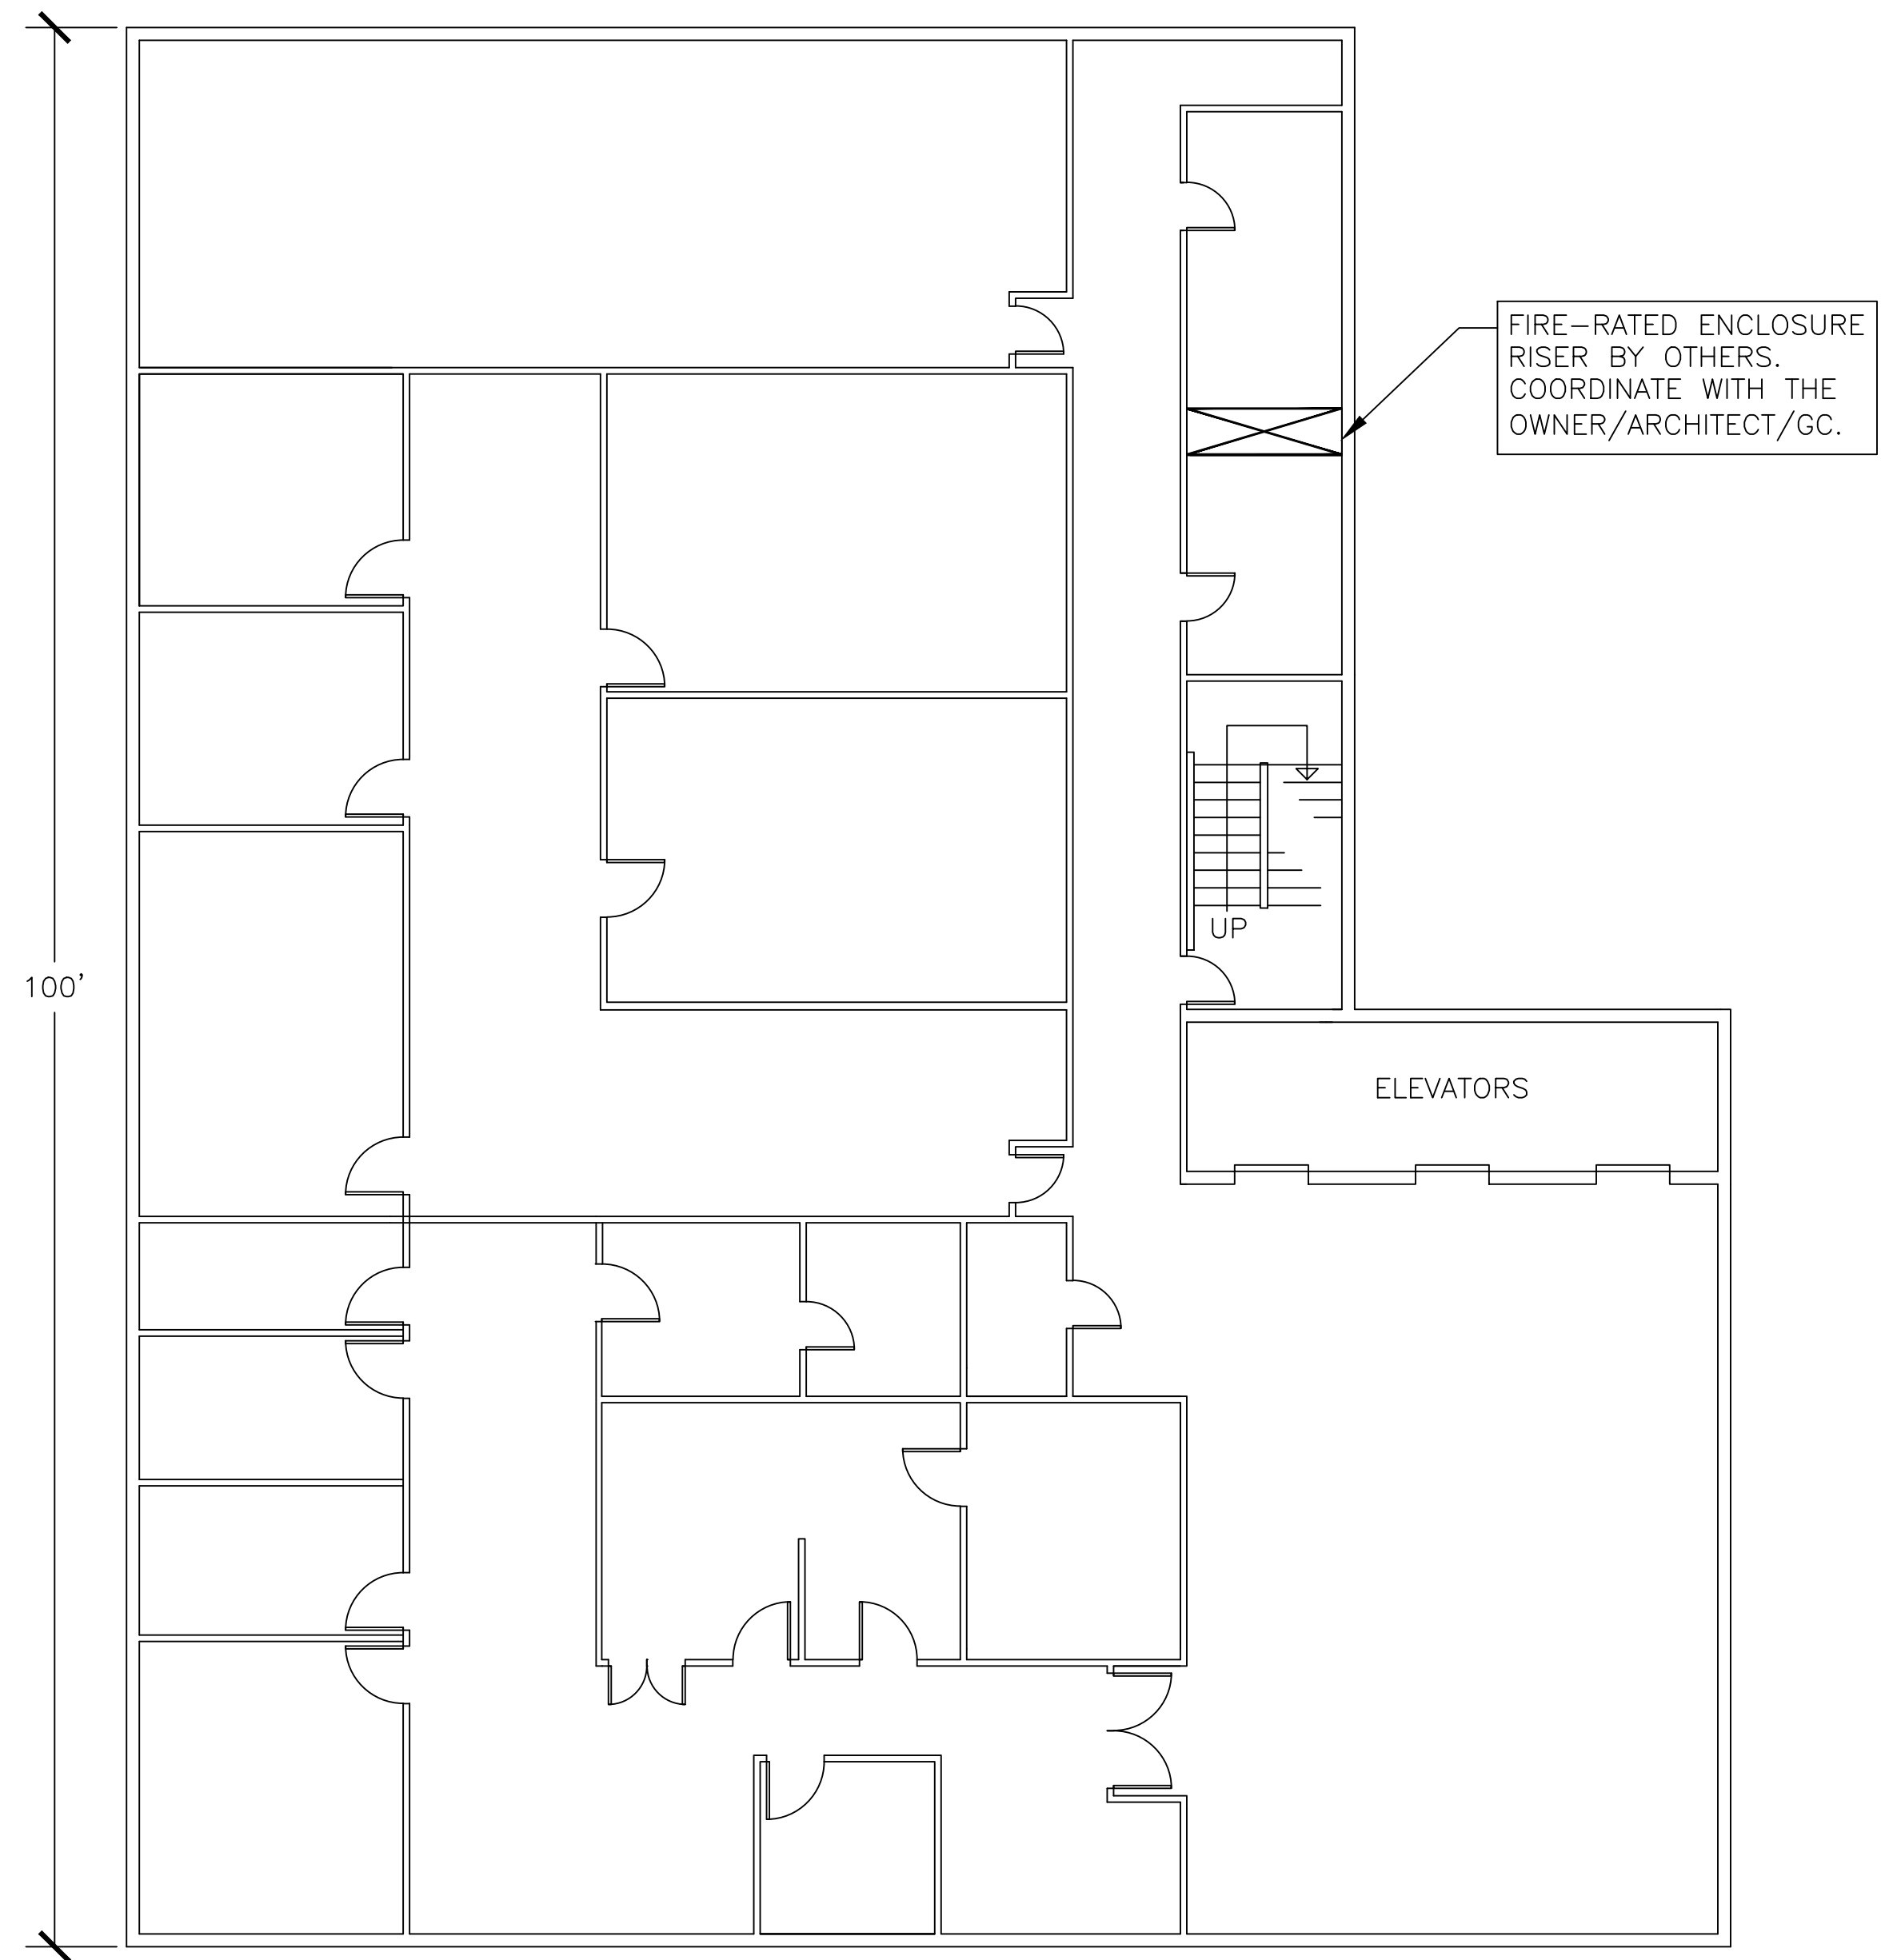 FIRE-RATED ENCLOSURE
RISER BY OTHERS.
COORDINATE WITH THE
OWNER/ARCHITECT/GC.
UP
100'
ELEVATORS